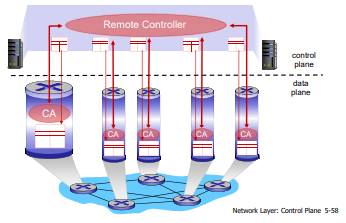 Remote Controller
control
plane
data
plane
CA
CA
CA
CA
CA
Network Layer: Control Plane 5-58